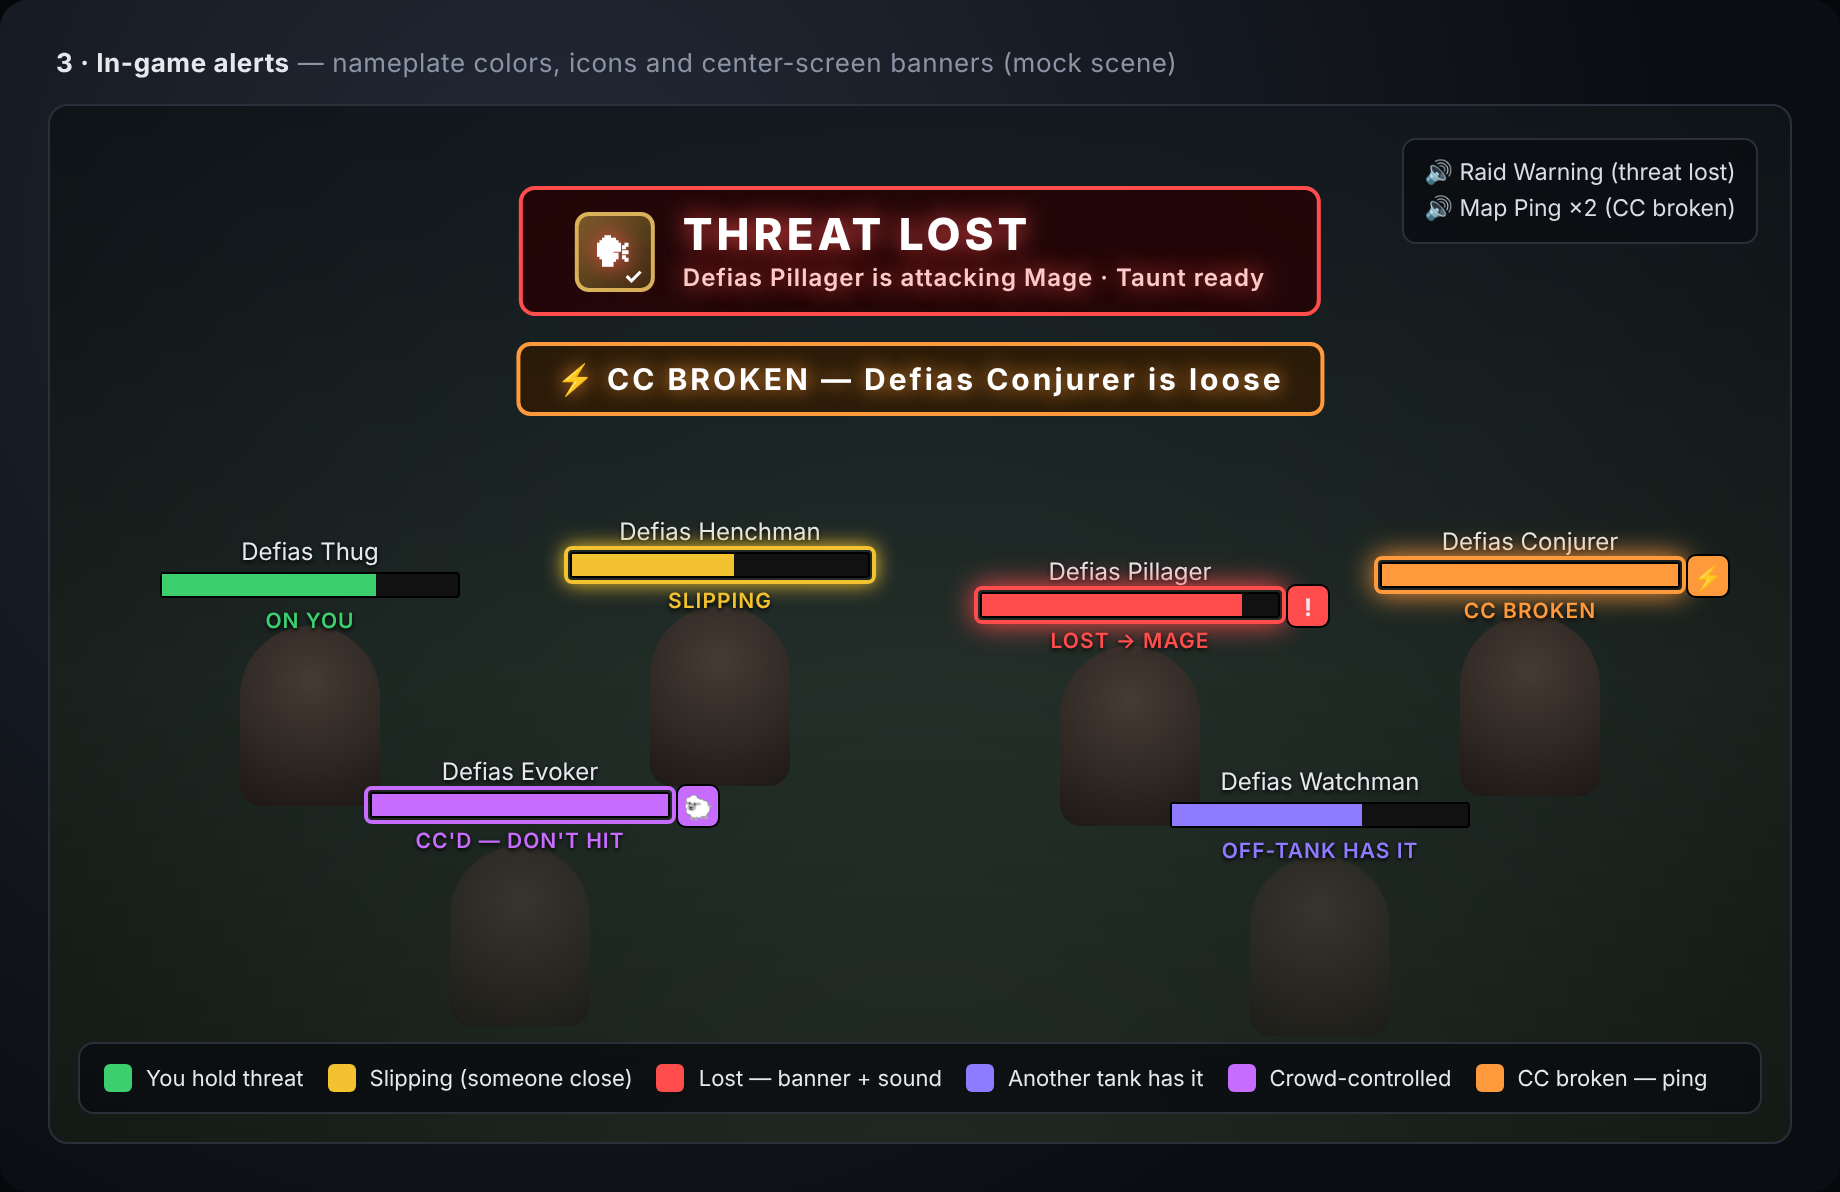 3 · In-game alerts — nameplate colors, icons and center-screen banners (mock scene)
🔊 Raid Warning (threat lost)
🔊 Map Ping ×2 (CC broken)
THREAT LOST
Defias Pillager is attacking Mage · Taunt ready
⚡ CC BROKEN — Defias Conjurer is loose
Defias Thug
ON YOU
Defias Henchman
SLIPPING
Defias Pillager
!
LOST → MAGE
Defias Conjurer
CC BROKEN
Defias Evoker
CC'D — DON'T HIT
Defias Watchman
OFF-TANK HAS IT
You hold threat
Slipping (someone close)
Lost — banner + sound
Another tank has it
Crowd-controlled
CC broken — ping